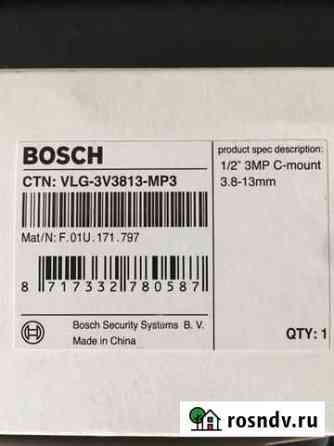 BOSCH
CTN: VLG-3V3813-MP3
Mat/N: F.01U.171.797
8 717332 780587
Bosch Security Systems B. V.
Made in China
product spec description:
1/2" 3MP C-mount
3.8-13mm
QTY: 1
rosndv.ru